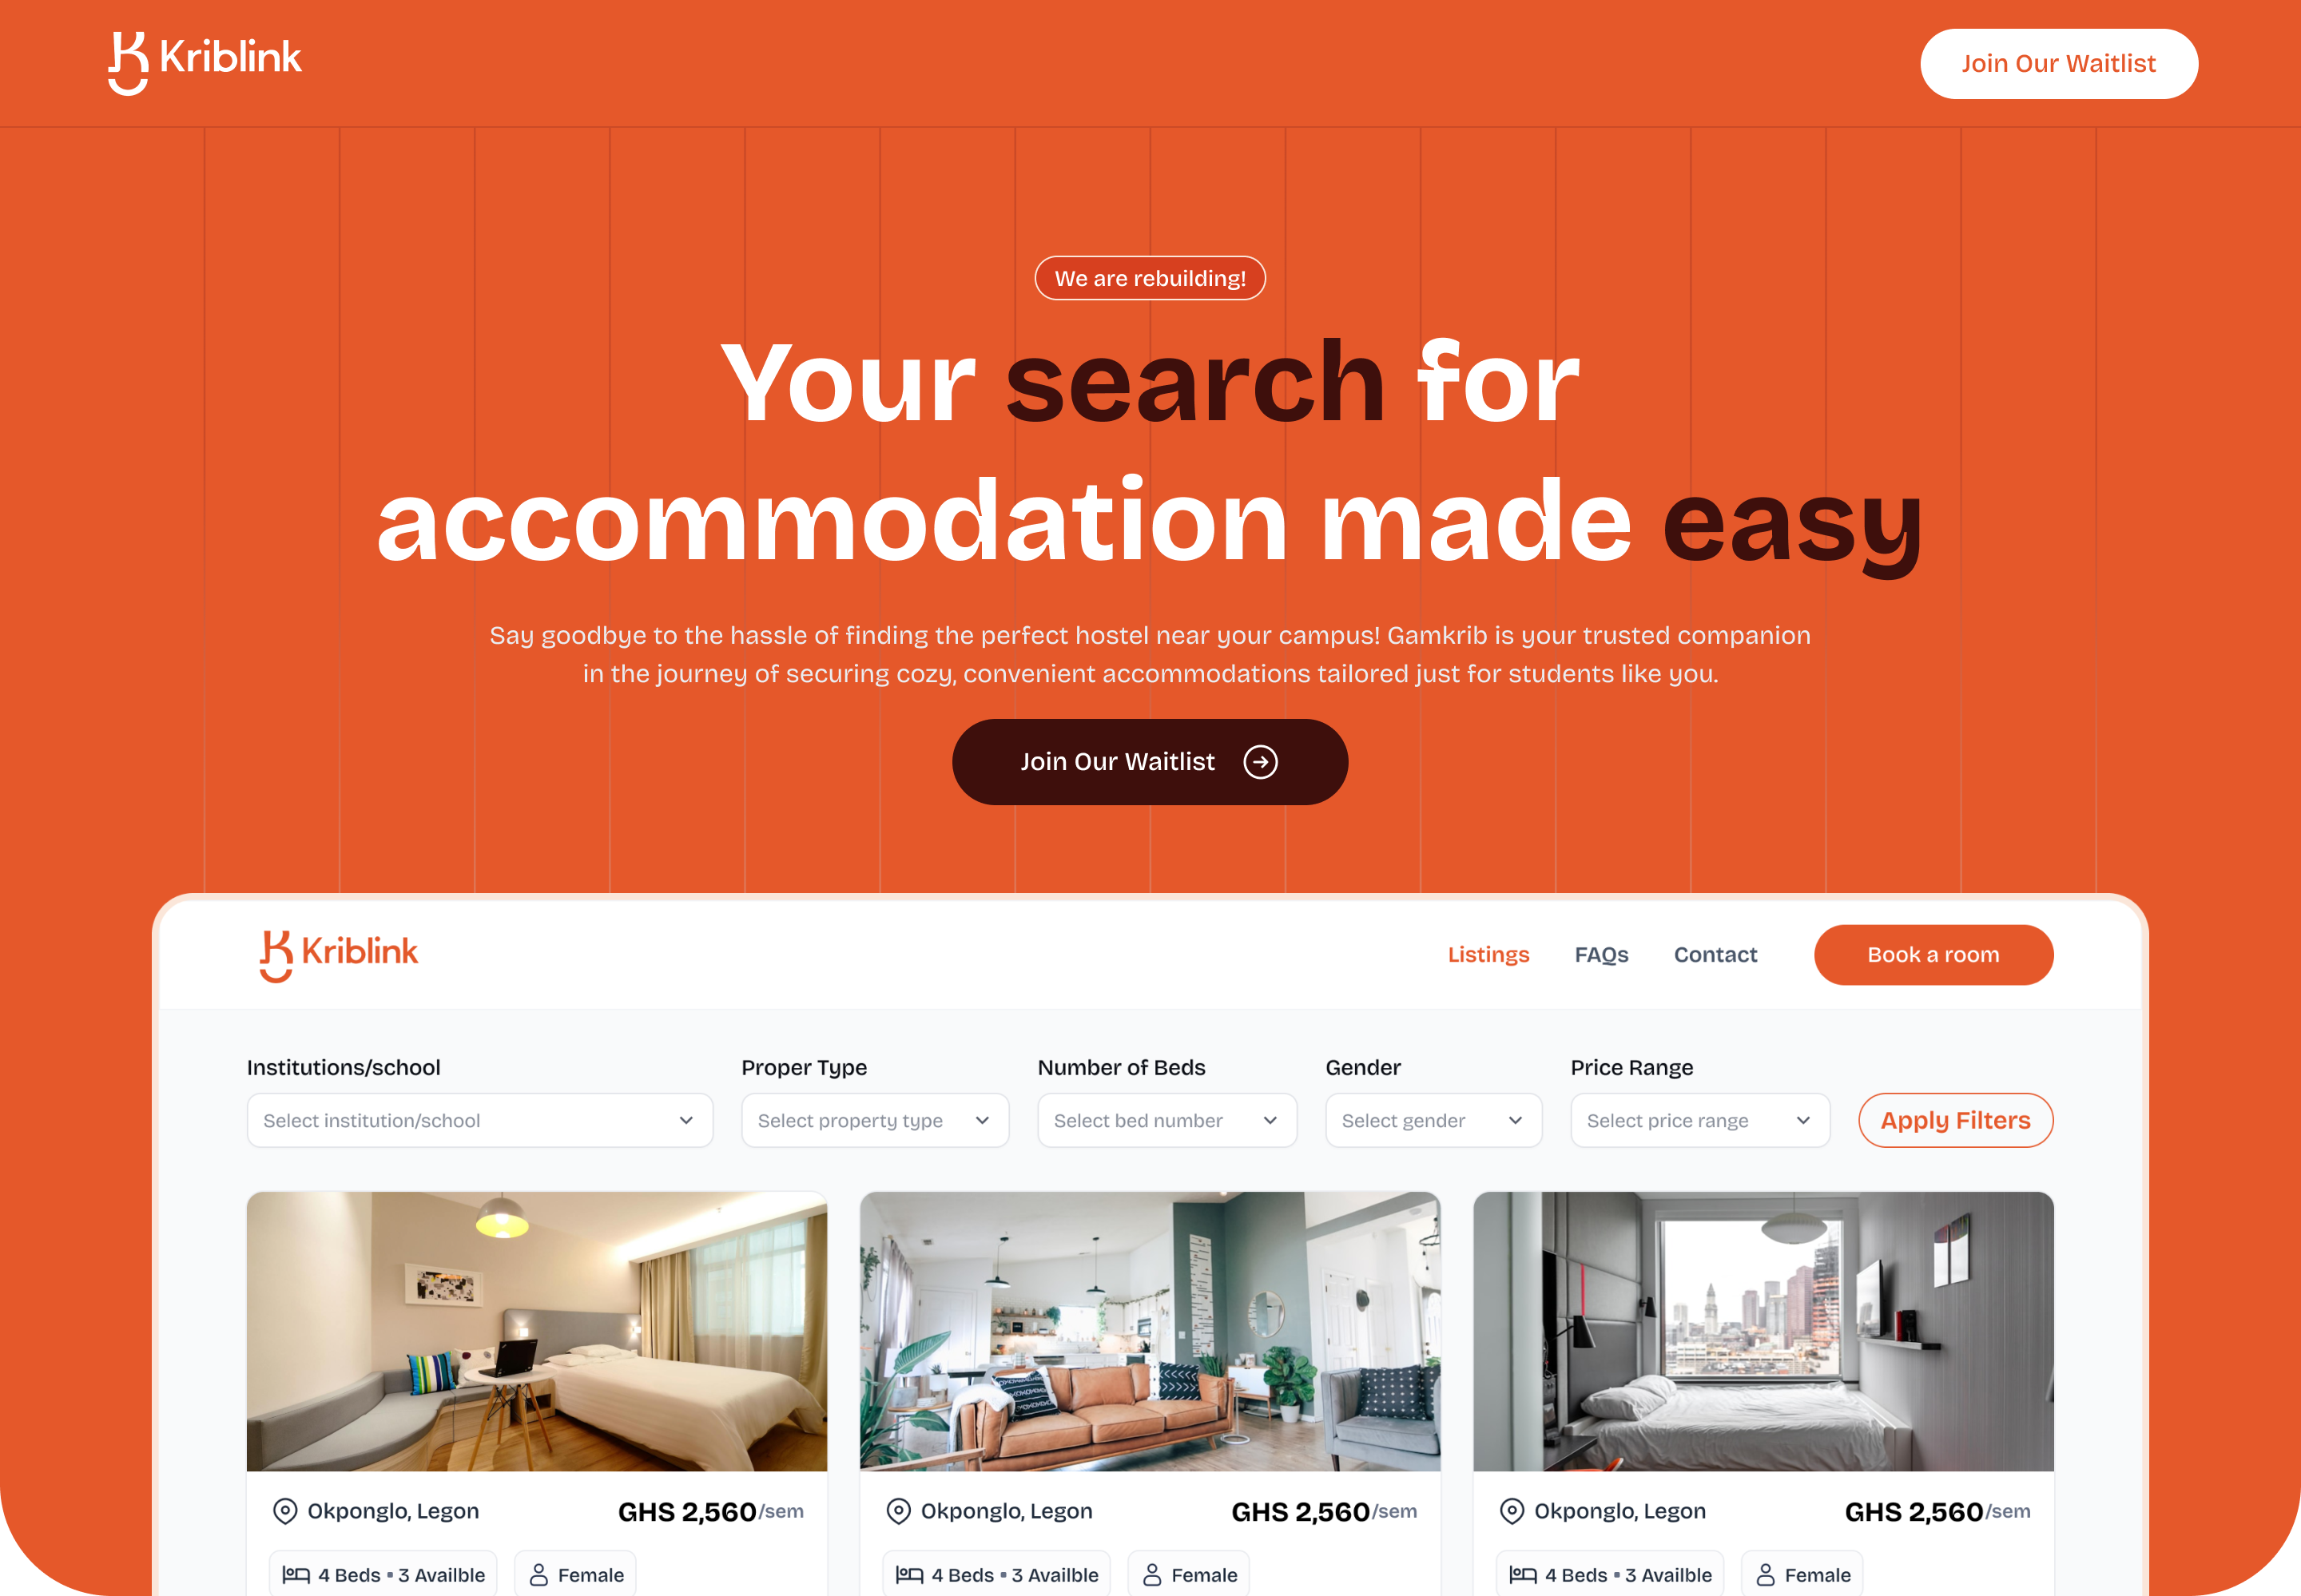 Kriblink
Join Our Waitlist
We are rebuilding!
Your search for
accommodation made easy
Say goodbye to the hassle of finding the perfect hostel near your campus! Gamkrib is your trusted companion
in the journey of securing cozy, convenient accommodations tailored just for students like you.
Join Our Waitlist
Kriblink
Listings FAQs Contact Book a room
Institutions/school Proper Type Number of Beds Gender Price Range
Select institution/school Select property type Select bed number Select gender Select price range Apply Filters
Okponglo, Legon GHS 2,560/sem Okponglo, Legon GHS 2,560/sem Okponglo, Legon GHS 2,560/sem
4 Beds • 3 Availble Female 4 Beds • 3 Availble Female 4 Beds • 3 Availble Female